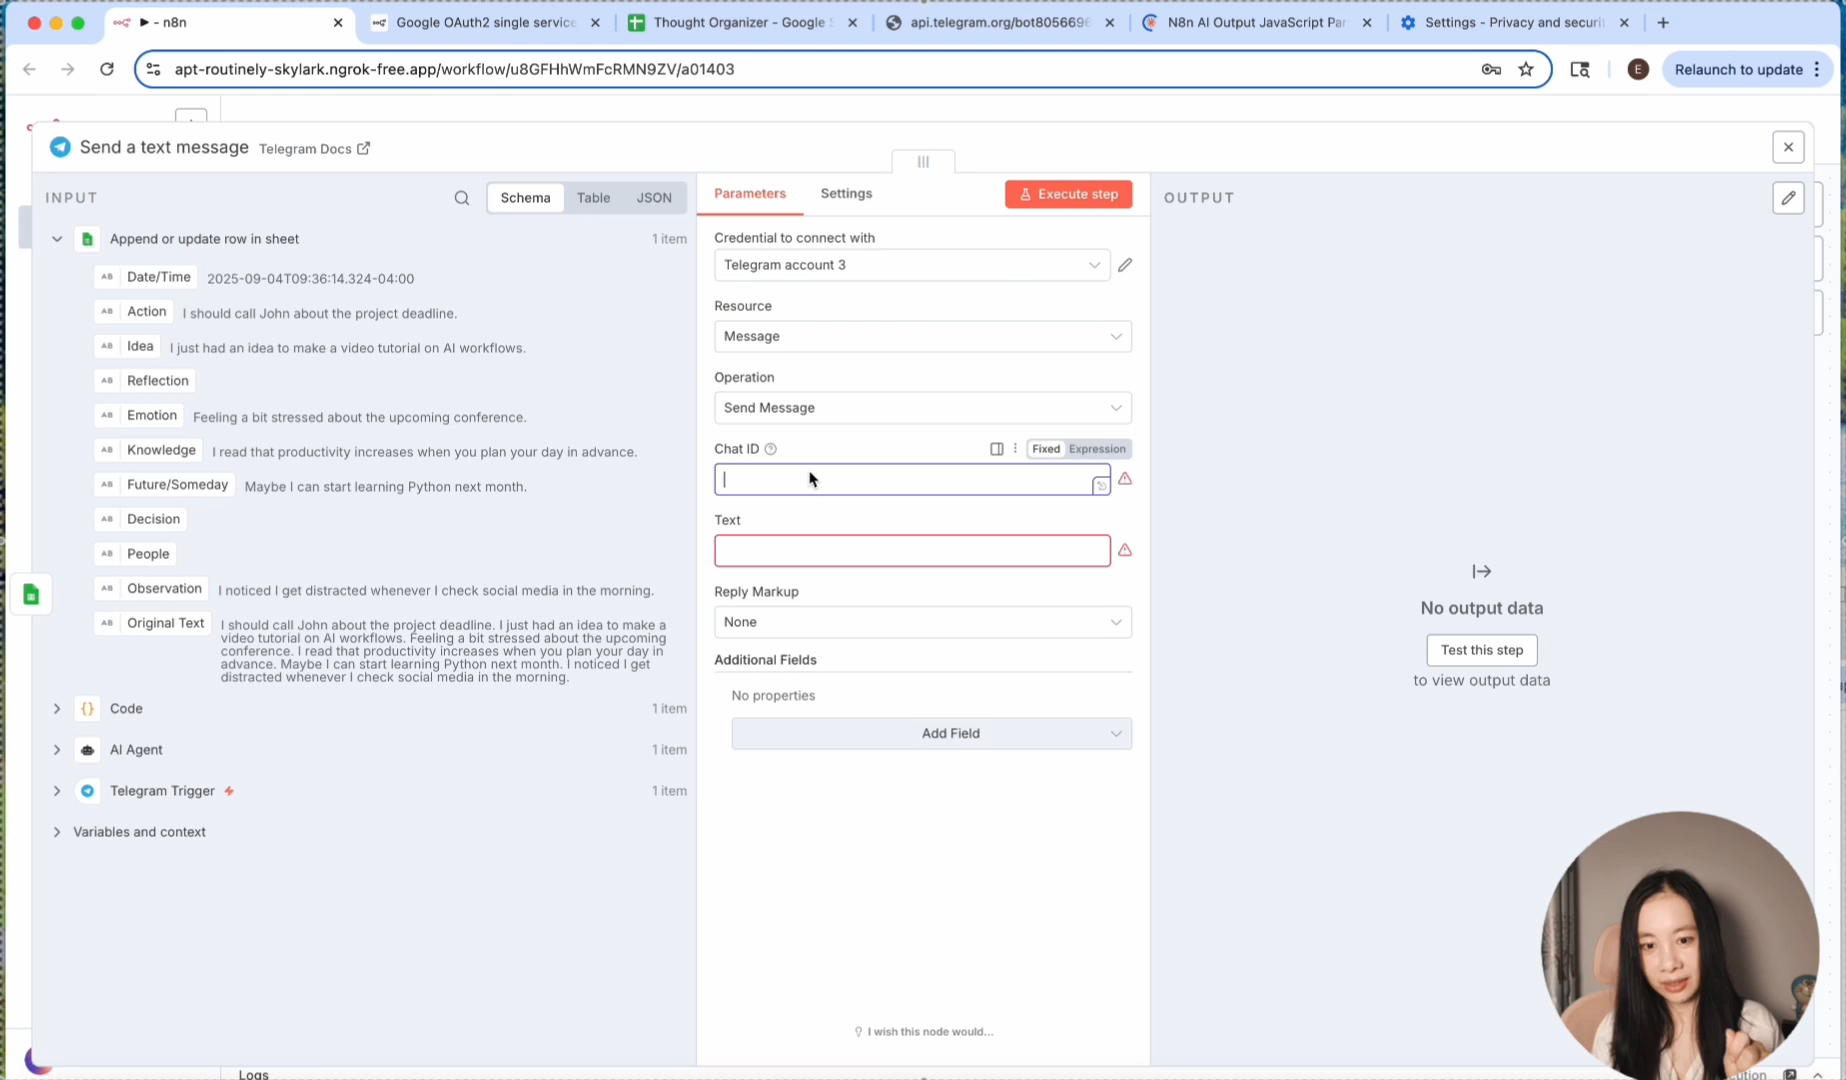 - n8n
Google OAuth2 single service
Thought Organizer - Google S
api.telegram.org/bot8056696
N8n AI Output JavaScript Par
Settings - Privacy and securi
apt-routinely-skylark.ngrok-free.app/workflow/u8GFHhWmFcRMN9ZV/a01403
E
Relaunch to update
Send a text message
Telegram Docs
INPUT
Schema
Table
JSON
Append or update row in sheet
1 item
AB Date/Time 2025-09-04T09:36:14.324-04:00
AB Action I should call John about the project deadline.
AB Idea I just had an idea to make a video tutorial on AI workflows.
AB Reflection
AB Emotion Feeling a bit stressed about the upcoming conference.
AB Knowledge I read that productivity increases when you plan your day in advance.
AB Future/Someday Maybe I can start learning Python next month.
AB Decision
AB People
AB Observation I noticed I get distracted whenever I check social media in the morning.
AB Original Text I should call John about the project deadline. I just had an idea to make a
video tutorial on AI workflows. Feeling a bit stressed about the upcoming
conference. I read that productivity increases when you plan your day in
advance. Maybe I can start learning Python next month. I noticed I get
distracted whenever I check social media in the morning.
Code
1 item
AI Agent
1 item
Telegram Trigger
1 item
Variables and context
Parameters
Settings
Execute step
Credential to connect with
Telegram account 3
Resource
Message
Operation
Send Message
Chat ID
Fixed
Expression
Text
Reply Markup
None
Additional Fields
No properties
Add Field
I wish this node would...
OUTPUT
No output data
Test this step
to view output data
Logs